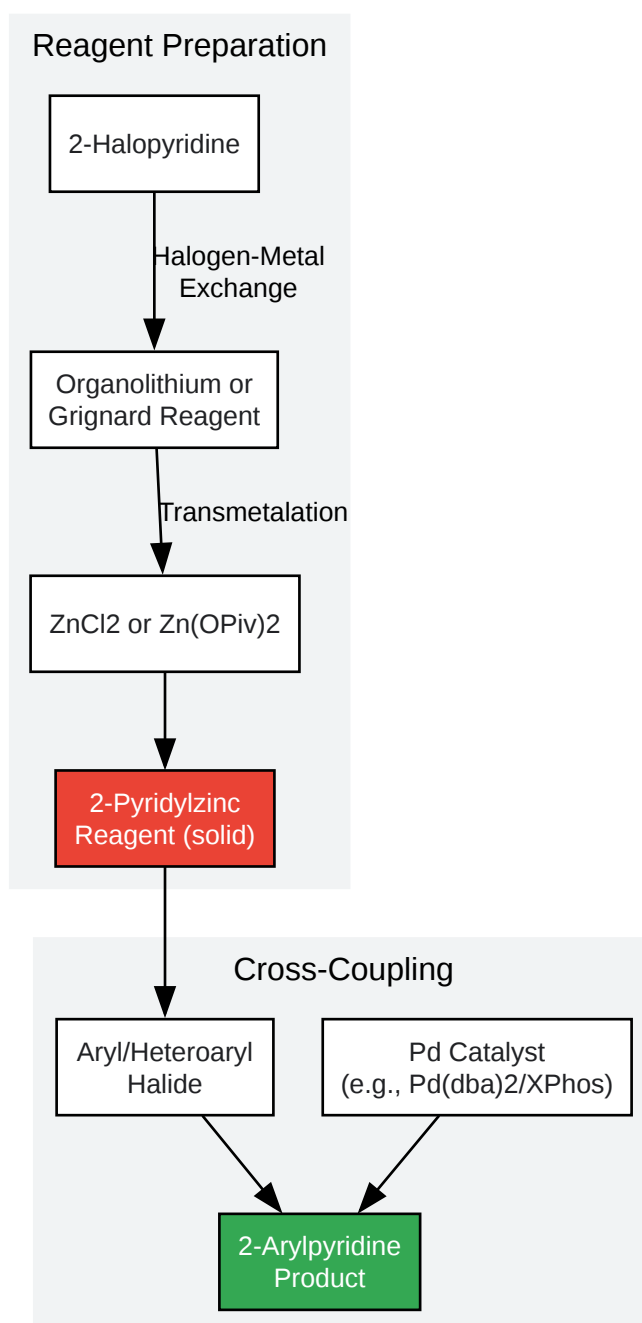 Reagent Preparation
2-Halopyridine
Halogen-Metal
Exchange
Organolithium or
Grignard Reagent
Transmetalation
ZnCl2 or Zn(OPiv)2
2-Pyridylzinc
Reagent (solid)
Cross-Coupling
Aryl/Heteroaryl
Halide
Pd Catalyst
(e.g., Pd(dba)2/XPhos)
2-Arylpyridine
Product